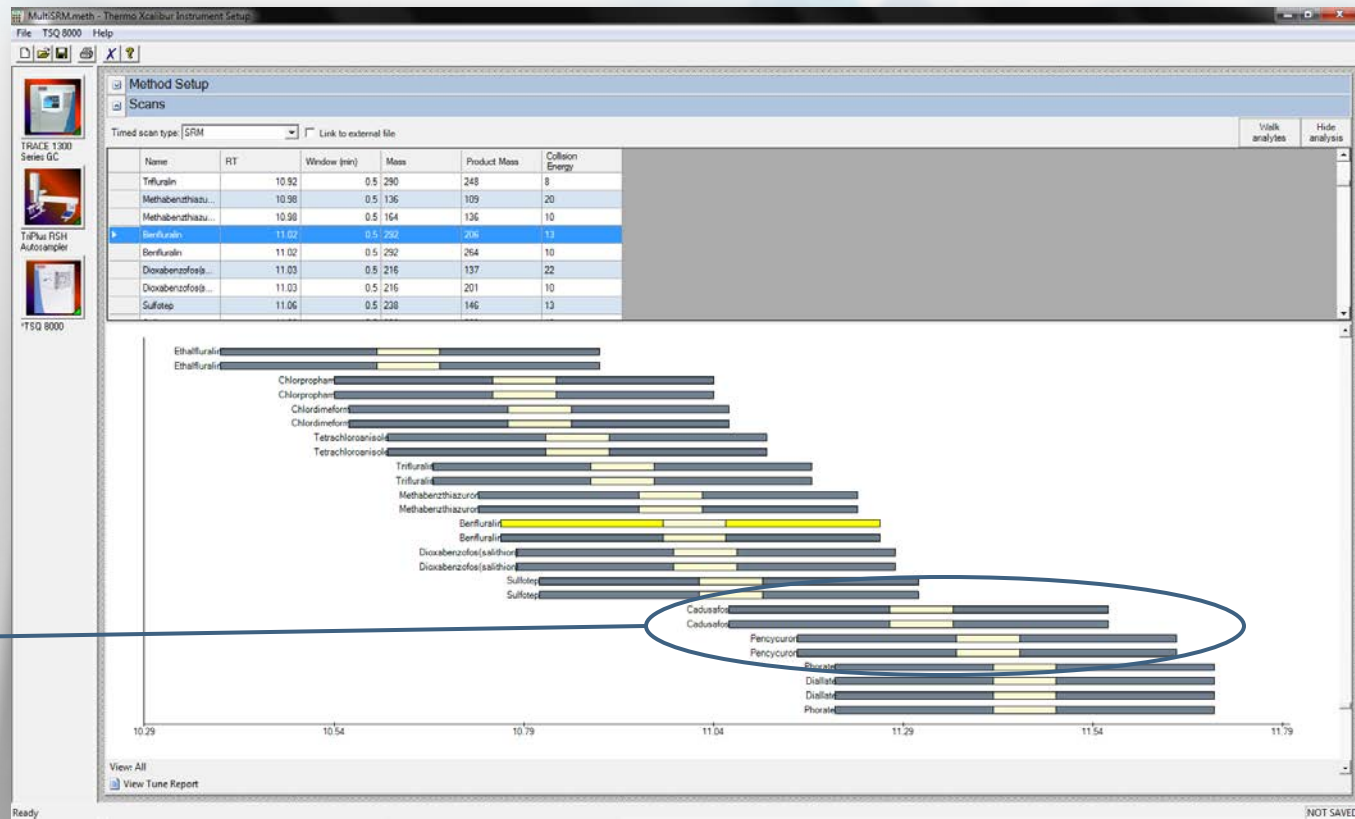 MultiSRM.meth - Thermo Xcalibur Instrument Setup
File TSQ 8000 Help
TRACE 1300
Series GC
TriPlus RSH
Autosampler
*TSQ 8000
Method Setup
Scans
Timed scan type: SRM Link to external file
Walk analytes Hide analysis
Name RT Window (min) Mass Product Mass Collision Energy
Trifluralin 10.92 0.5 290 248 8
Methabenzthiazu... 10.98 0.5 136 109 20
Methabenzthiazu... 10.98 0.5 164 136 10
Benfluralin 11.02 0.5 292 206 13
Benfluralin 11.02 0.5 292 264 10
Dioxabenzofos(s... 11.03 0.5 216 137 22
Dioxabenzofos(s... 11.03 0.5 216 201 10
Sulfotep 11.06 0.5 238 146 13
Ethalfluralin
Ethalfluralin
Chlorpropham
Chlorpropham
Chlordimeform
Chlordimeform
Tetrachloroanisole
Tetrachloroanisole
Trifluralin
Trifluralin
Methabenzthiazuron
Methabenzthiazuron
Benfluralin
Benfluralin
Dioxabenzofos(salithion)
Dioxabenzofos(salithion)
Sulfotep
Sulfotep
Cadusafos
Cadusafos
Pencycuron
Pencycuron
Phorate
Diallate
Diallate
Phorate
10.29 10.54 10.79 11.04 11.29 11.54 11.79
View: All
View Tune Report
Ready NOT SAVED